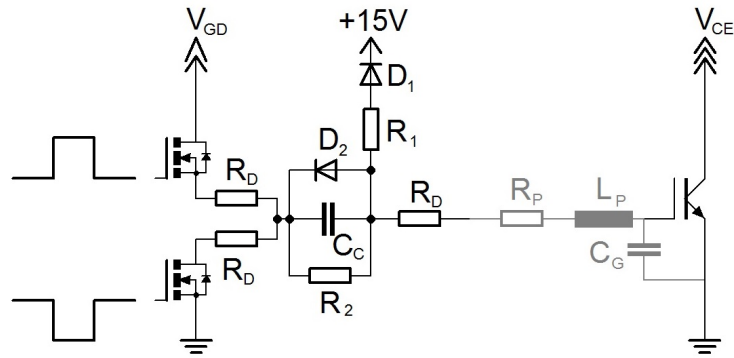 V_GD
+15V
V_CE
D_1
R_1
D_2
R_D
R_D
R_P
L_P
C_C
C_G
R_D
R_2